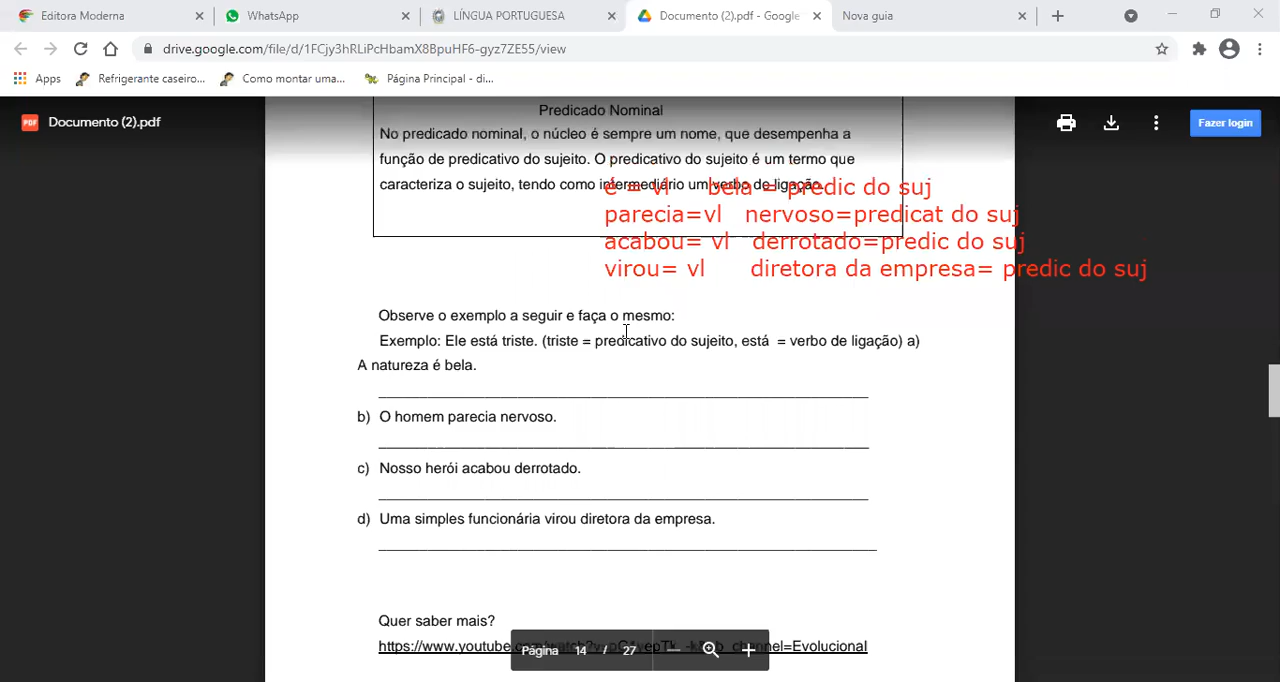 Editora Moderna
WhatsApp
LÍNGUA PORTUGUESA
Documento (2).pdf - Google
Nova guia
drive.google.com/file/d/1FCjy3hRLiPcHbamX8BpuHF6-gyz7ZE55/view
Apps
Refrigerante caseiro...
Como montar uma...
Página Principal - di...
PDF
Documento (2).pdf
Fazer login
Predicado Nominal
No predicado nominal, o núcleo é sempre um nome, que desempenha a
função de predicativo do sujeito. O predicativo do sujeito é um termo que
caracteriza o sujeito, tendo como intermediário um verbo de ligação.
é = vl bela = predic do suj
parecia=vl nervoso=predicat do suj
acabou= vl derrotado=predic do suj
virou= vl diretora da empresa= predic do suj
Observe o exemplo a seguir e faça o mesmo:
Exemplo: Ele está triste. (triste = predicativo do sujeito, está = verbo de ligação) a)
A natureza é bela.
b) O homem parecia nervoso.
c) Nosso herói acabou derrotado.
d) Uma simples funcionária virou diretora da empresa.
Quer saber mais?
https://www.youtube channel=Evolucional
Página 14 / 27